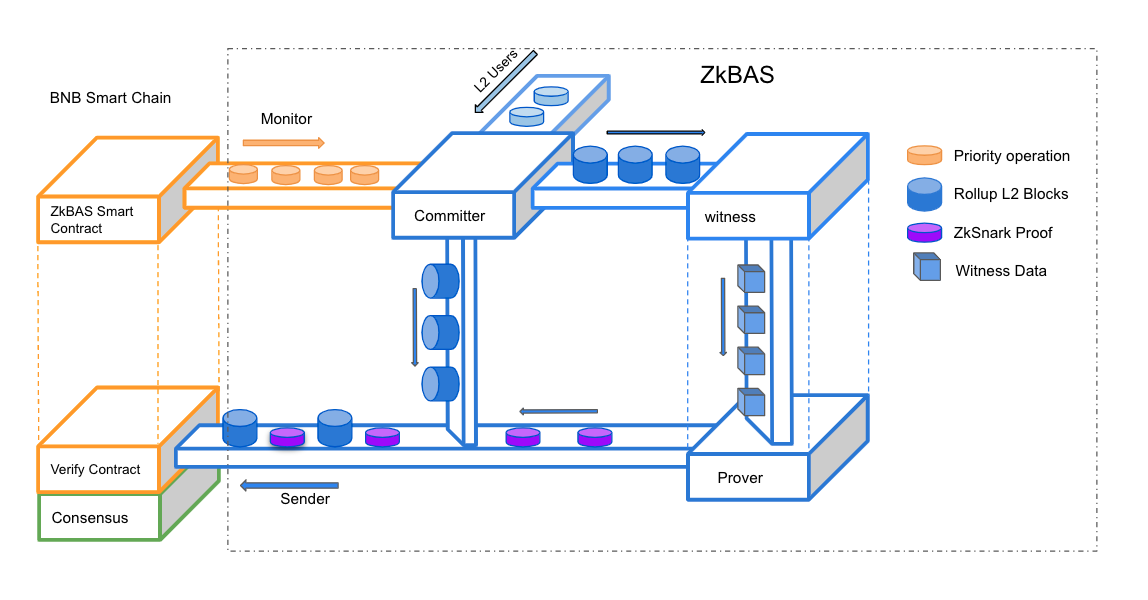 ZkBAS
L2 Users
BNB Smart Chain
Monitor
ZkBAS Smart
Contract
Committer
witness
Priority operation
Rollup L2 Blocks
ZkSnark Proof
Witness Data
Verify Contract
Prover
Sender
Consensus